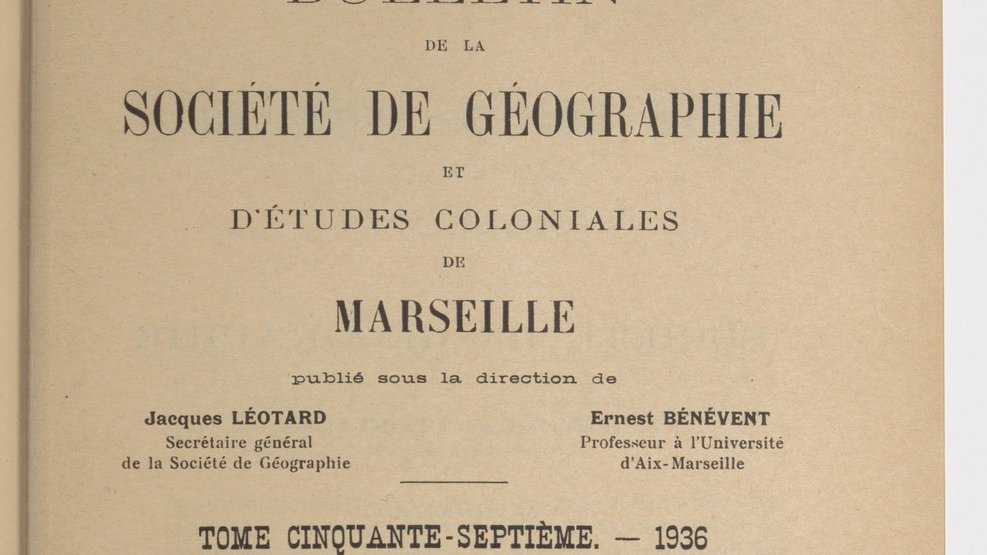 BULLETIN
DE LA
SOCIÉTÉ DE GÉOGRAPHIE
ET
D'ÉTUDES COLONIALES
DE
MARSEILLE
publié sous la direction de
Jacques LÉOTARD
Secrétaire général
de la Société de Géographie
Ernest BÉNÉVENT
Professeur à l'Université
d'Aix-Marseille
TOME CINQUANTE-SEPTIÈME. — 1936